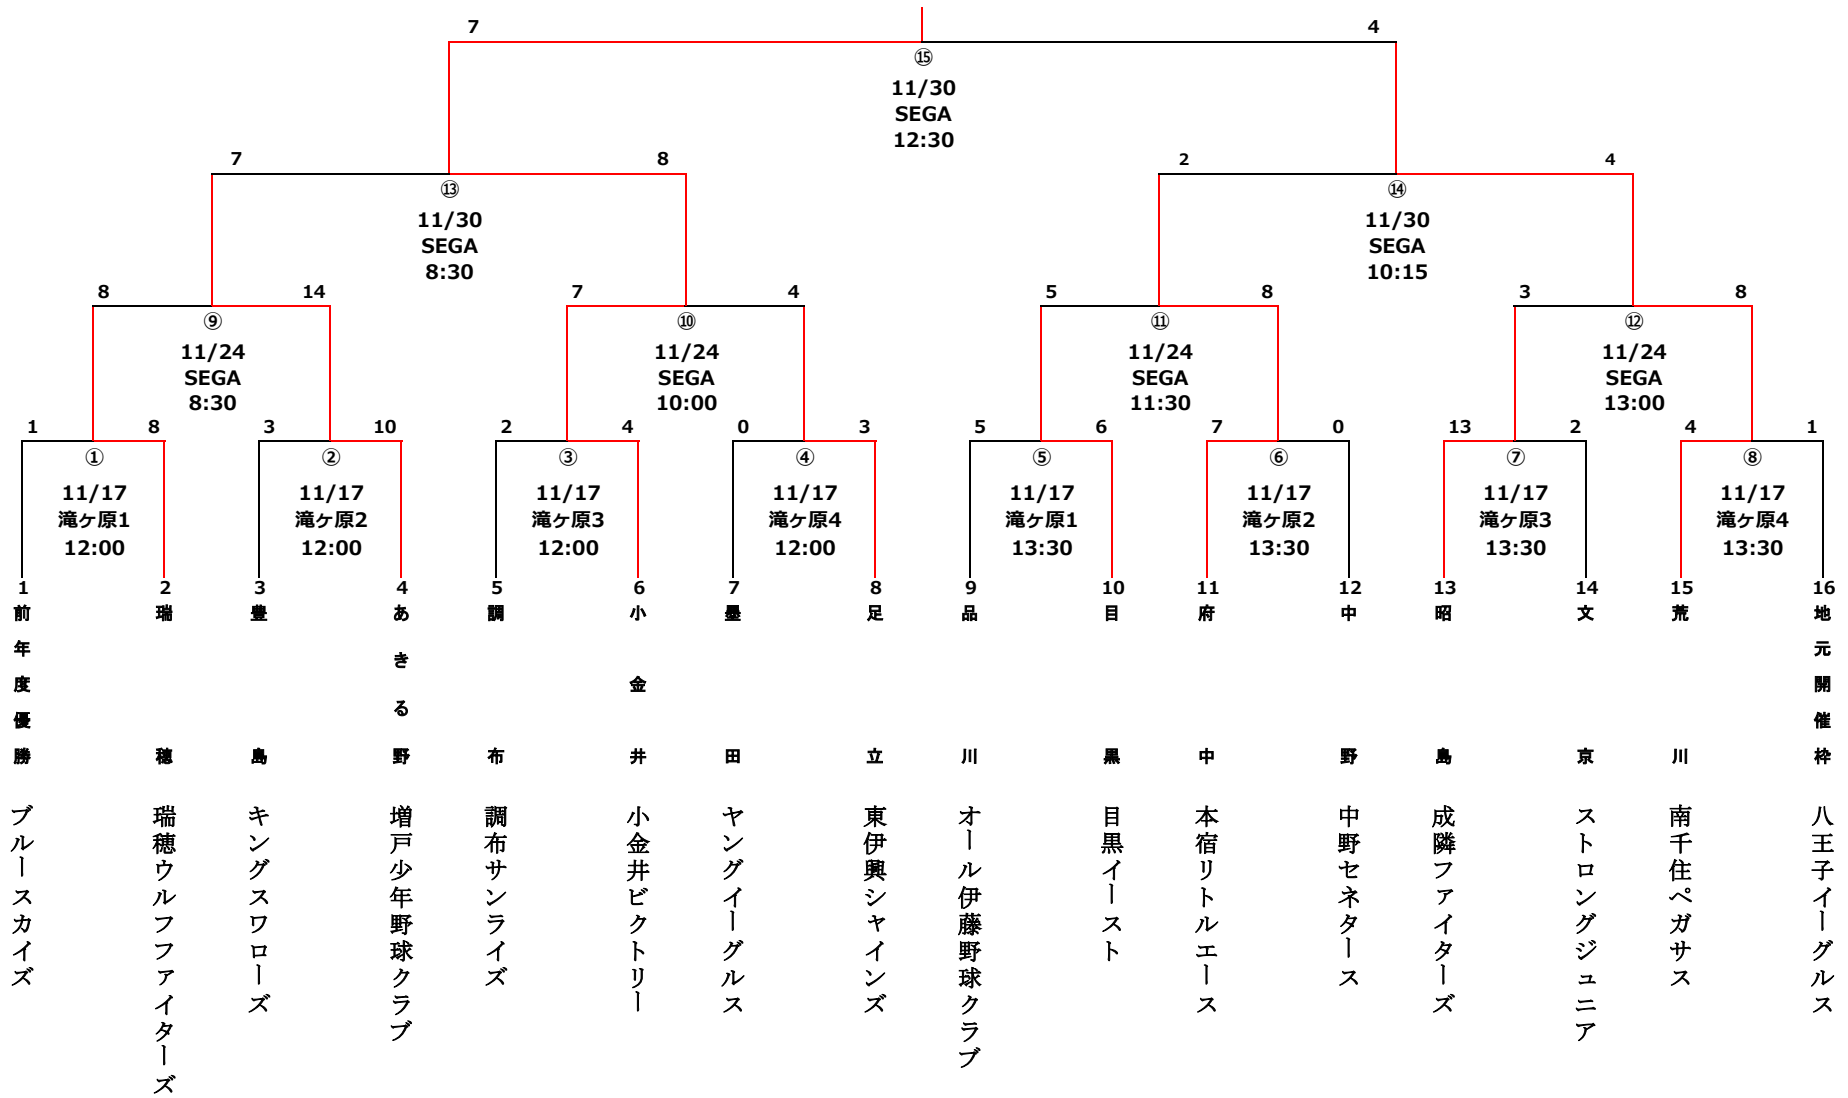 7 4
⑮
11/30
SEGA
12:30
7 8 2 4
⑬ ⑭
11/30 11/30
SEGA SEGA
8:30 10:15
8 14 7 4 5 8 3 8
⑨ ⑩ ⑪ ⑫
11/24 11/24 11/24 11/24
SEGA SEGA SEGA SEGA
8:30 10:00 11:30 13:00
1 8 3 10 2 4 0 3 5 6 7 0 13 2 4 1
① ② ③ ④ ⑤ ⑥ ⑦ ⑧
11/17 11/17 11/17 11/17 11/17 11/17 11/17 11/17
滝ヶ原1 滝ヶ原2 滝ヶ原3 滝ヶ原4 滝ヶ原1 滝ヶ原2 滝ヶ原3 滝ヶ原4
12:00 12:00 12:00 12:00 13:30 13:30 13:30 13:30
1 2 3 4 5 6 7 8 9 10 11 12 13 14 15 16
前年度優勝
瑞穂
豊島
あきる野
調布
小金井
墨田
足立
品川
目黒
府中
中野
昭島
文京
荒川
地元開催枠
ブルースカイズ
瑞穂ウルフファイターズ
キングスワローズ
増戸少年野球クラブ
調布サンライズ
小金井ビクトリー
ヤングイーグルス
東伊興シャインズ
オール伊藤野球クラブ
目黒イースト
本宿リトルエース
中野セネタース
成隣ファイターズ
ストロングジュニア
南千住ペガサス
八王子イーグルス